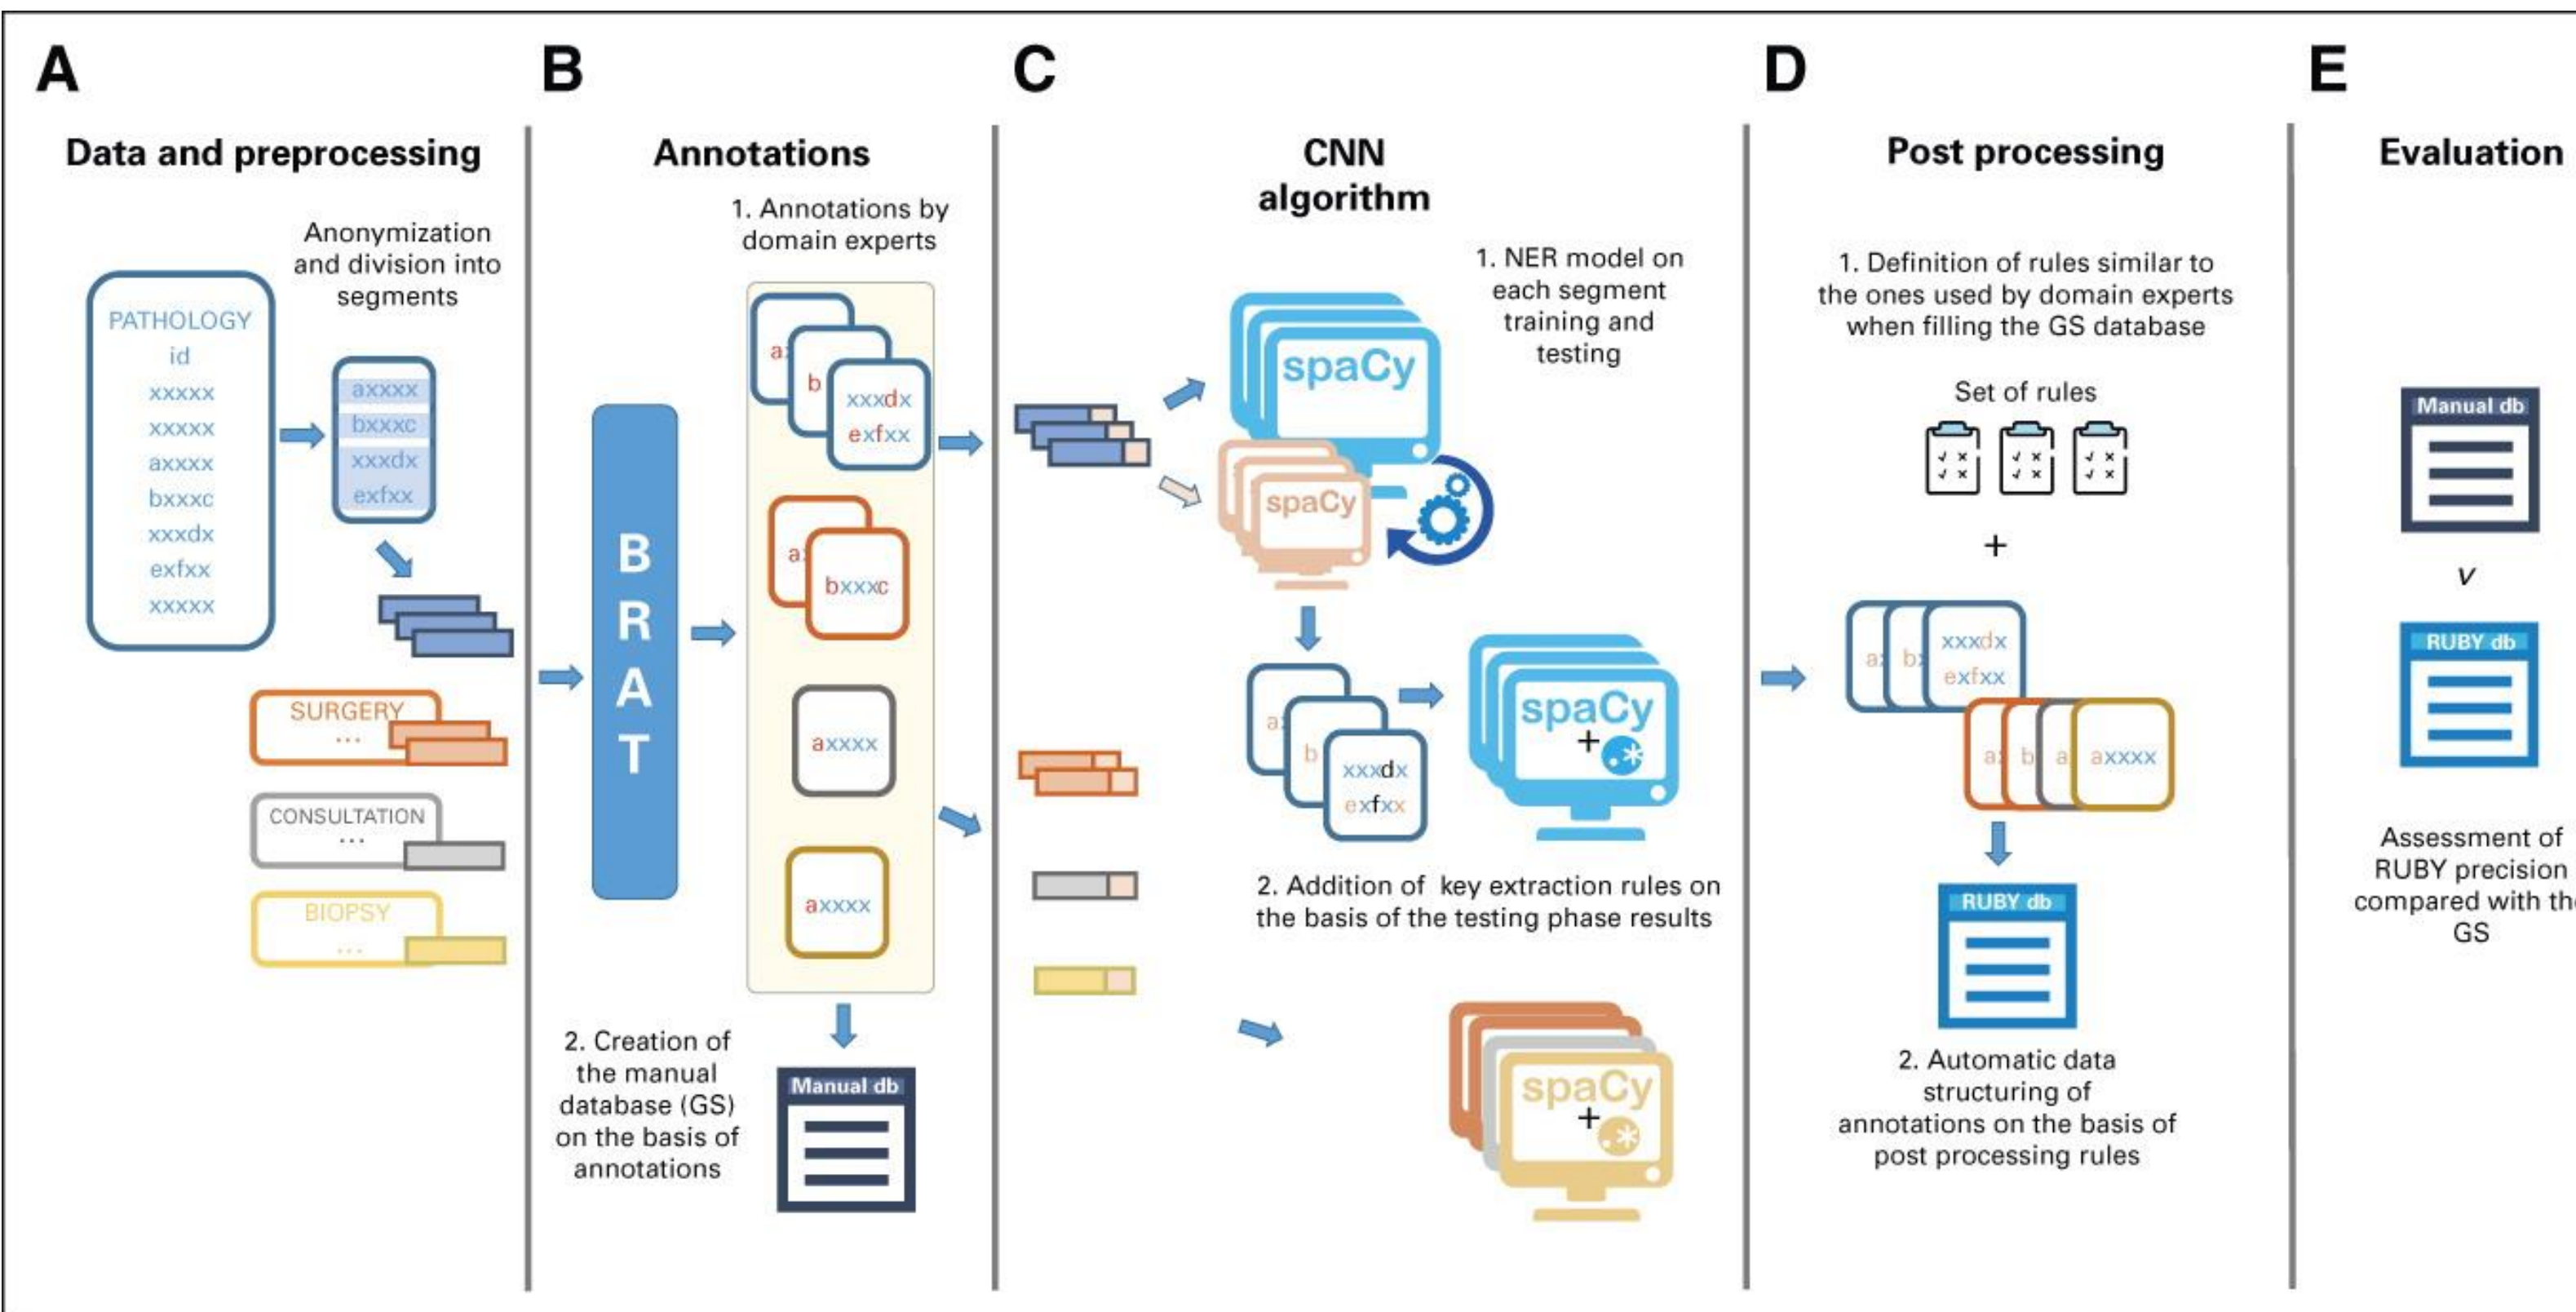 A
Data and preprocessing
Anonymization
and division into
segments
PATHOLOGY
id
xxxxx
xxxxx
axxxx
bxxxc
xxxdx
exfxx
xxxxx
axxxx
bxxxc
xxxdx
exfxx
SURGERY
...
CONSULTATION
...
BIOPSY
...
B
Annotations
1. Annotations by
domain experts
B
R
A
T
a
b
xxxdx
exfxx
a
bxxxc
axxxx
axxxx
2. Creation of
the manual
database (GS)
on the basis of
annotations
Manual db
C
CNN
algorithm
1. NER model on
each segment
training and
testing
spaCy
spaCy
a
b
xxxdx
exfxx
spaCy
+
.*
2. Addition of key extraction rules on
the basis of the testing phase results
spaCy
+
.*
D
Post processing
1. Definition of rules similar to
the ones used by domain experts
when filling the GS database
Set of rules
+
a
b
xxxdx
exfxx
a
b
a
axxxx
RUBY db
2. Automatic data
structuring of
annotations on the basis of
post processing rules
E
Evaluation
Manual db
v
RUBY db
Assessment of
RUBY precision
compared with
GS